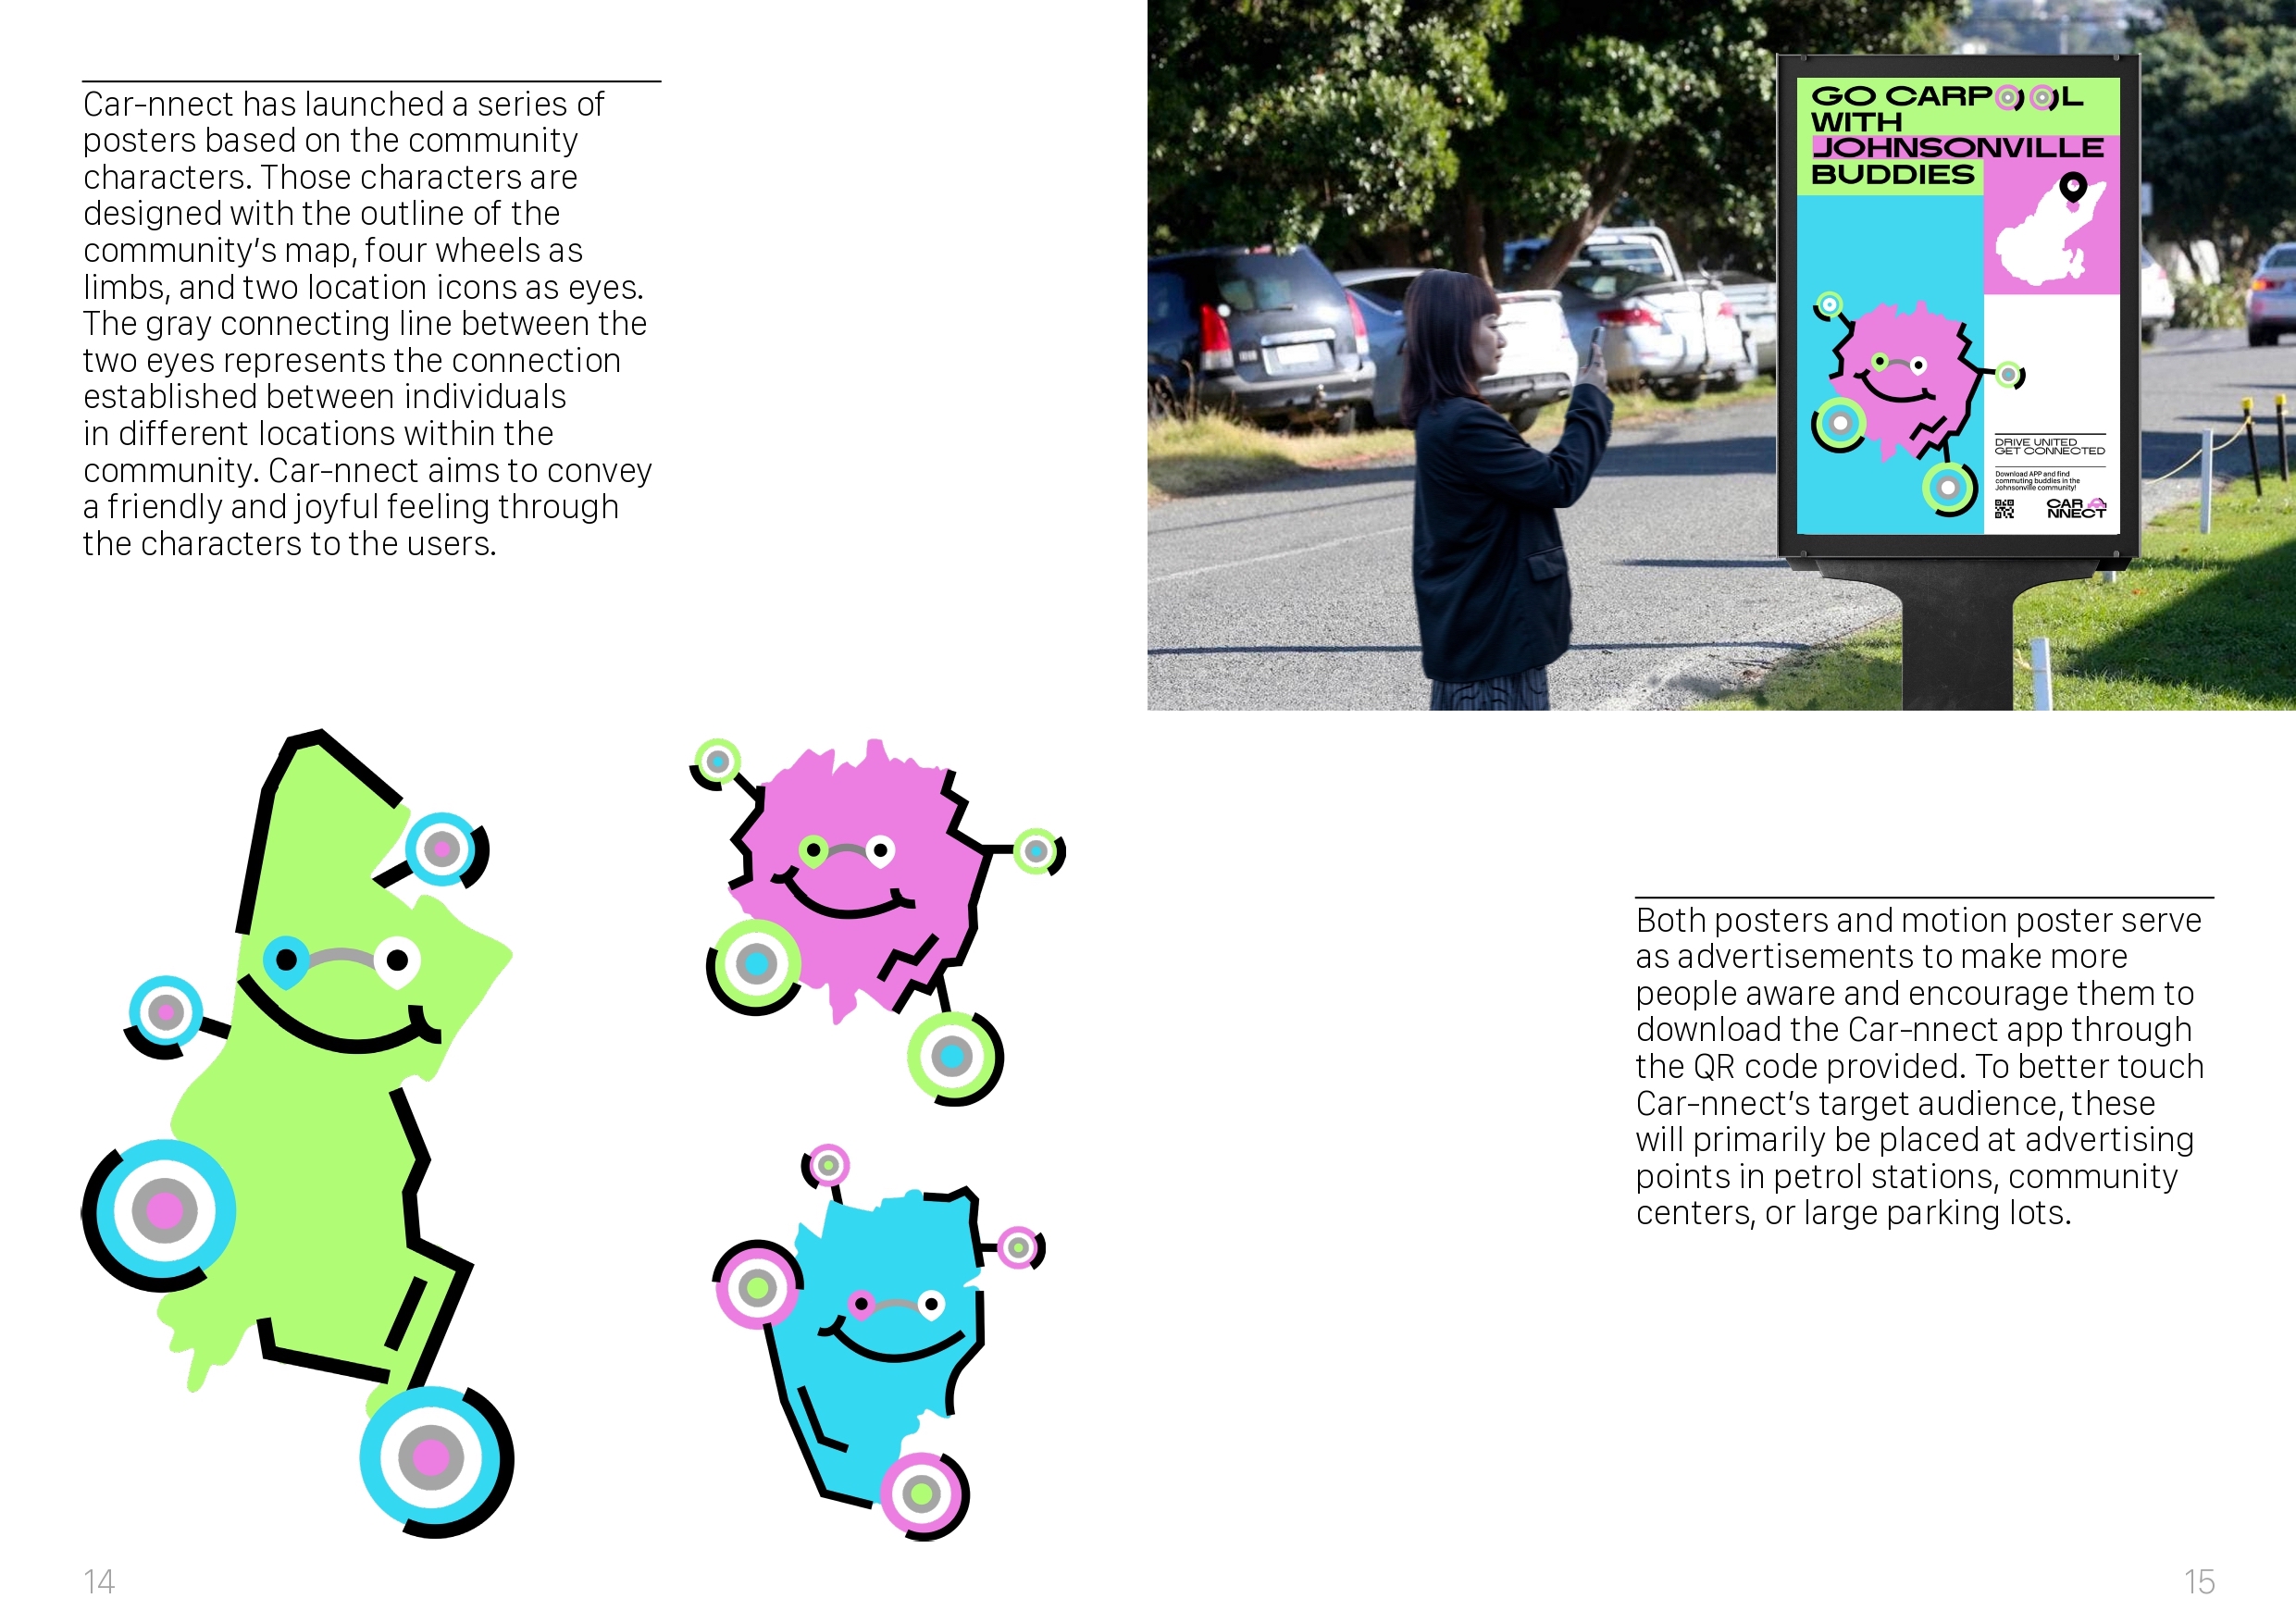 Car-nnect has launched a series of
posters based on the community
characters. Those characters are
designed with the outline of the
community’s map, four wheels as
limbs, and two location icons as eyes.
The gray connecting line between the
two eyes represents the connection
established between individuals
in different locations within the
community. Car-nnect aims to convey
a friendly and joyful feeling through
the characters to the users.
GO CARPOOL
WITH
JOHNSONVILLE
BUDDIES
DRIVE UNITED
GET CONNECTED
Download APP and find
commuting buddies in the
Johnsonville community!
CAR
NNECT
Both posters and motion poster serve
as advertisements to make more
people aware and encourage them to
download the Car-nnect app through
the QR code provided. To better touch
Car-nnect’s target audience, these
will primarily be placed at advertising
points in petrol stations, community
centers, or large parking lots.
14
15